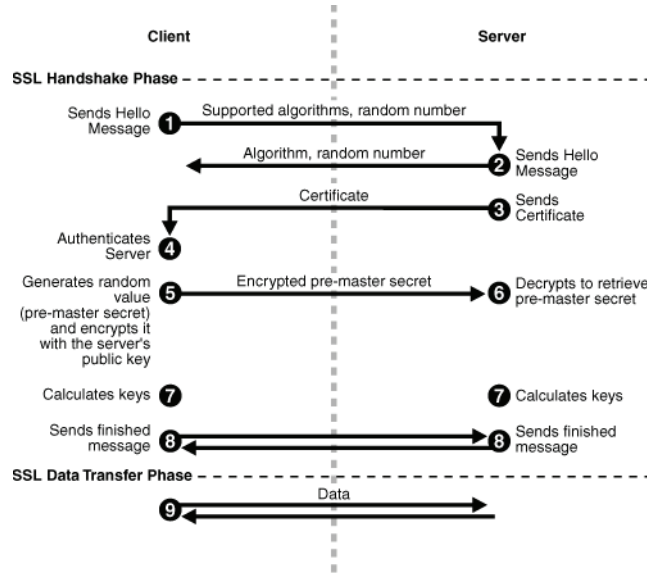 Client
Server
SSL Handshake Phase
Sends Hello
Message
1
Supported algorithms, random number
Algorithm, random number
2
Sends Hello
Message
Certificate
3
Sends
Certificate
4
Authenticates
Server
Generates random
value
(pre-master secret)
and encrypts it
with the server's
public key
5
Encrypted pre-master secret
6
Decrypts to retrieve
pre-master secret
Calculates keys
7
7
Calculates keys
Sends finished
message
8
8
Sends finished
message
SSL Data Transfer Phase
Data
9